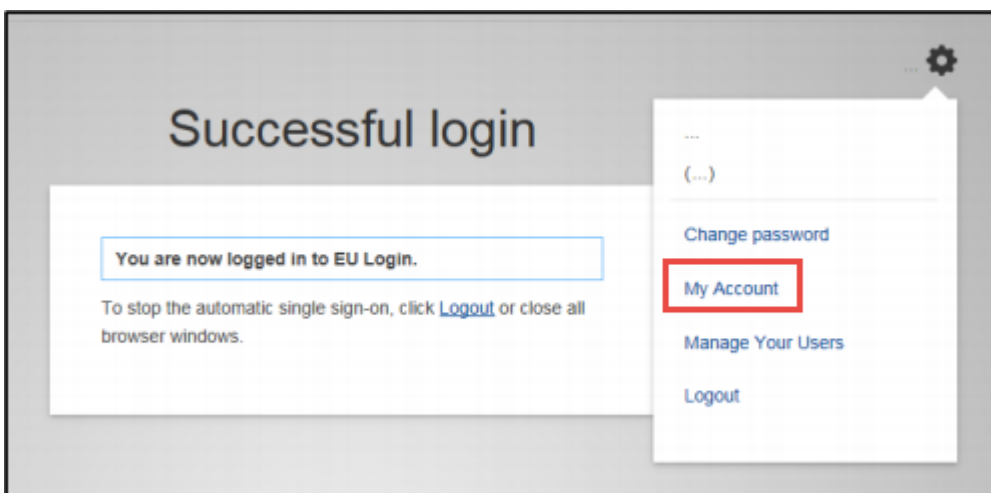 ...
Successful login
...
(...)
You are now logged in to EU Login.
To stop the automatic single sign-on, click Logout or close all
browser windows.
Change password
My Account
Manage Your Users
Logout